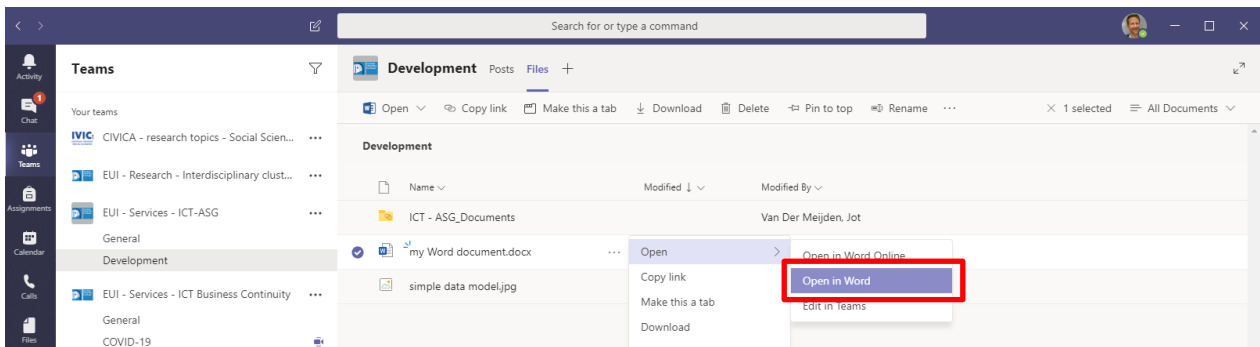 Search for or type a command
Activity
1
Chat
Teams
Assignments
Calendar
Calls
Files
Teams
Your teams
IVIC
CIVICA - research topics - Social Scien... ...
EUI - Research - Interdisciplinary clust... ...
EUI - Services - ICT-ASG ...
General
Development
EUI - Services - ICT Business Continuity ...
General
COVID-19
Development Posts Files +
Open Copy link Make this a tab Download Delete Pin to top Rename ... 1 selected All Documents
Development
Name Modified Modified By
ICT - ASG_Documents Van Der Meijden, Jot
my Word document.docx ...
simple data model.jpg
Open
Copy link
Make this a tab
Download
Open in Word Online
Open in Word
Edit in Teams